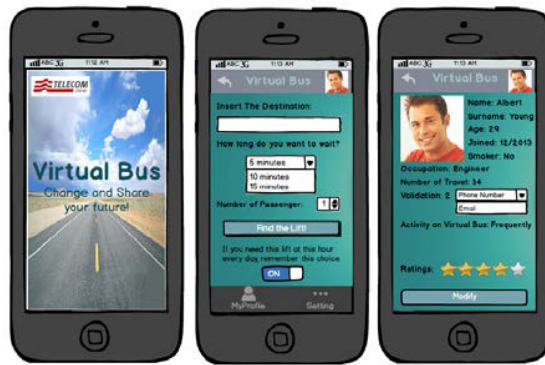 ABC 3G 11:12 AM
TELECOM
Virtual Bus
Change and Share
your future!
ABC 3G 11:13 AM
Virtual Bus
Insert The Destination:
How long do you want to wait?
5 minutes
10 minutes
15 minutes
Number of Passenger: 1
Find the Lift!
If you need this lift at this hour
every day, remember this choice
ON
MyProfile Setting
ABC 3G 11:13 AM
Virtual Bus
Name: Albert
Surname: Young
Age: 29
Joined: 12/2013
Smoker: No
Occupation: Engineer
Number of Travel: 34
Validation: 2 Phone Number
Email
Activity on Virtual Bus: Frequently
Ratings:
Modify